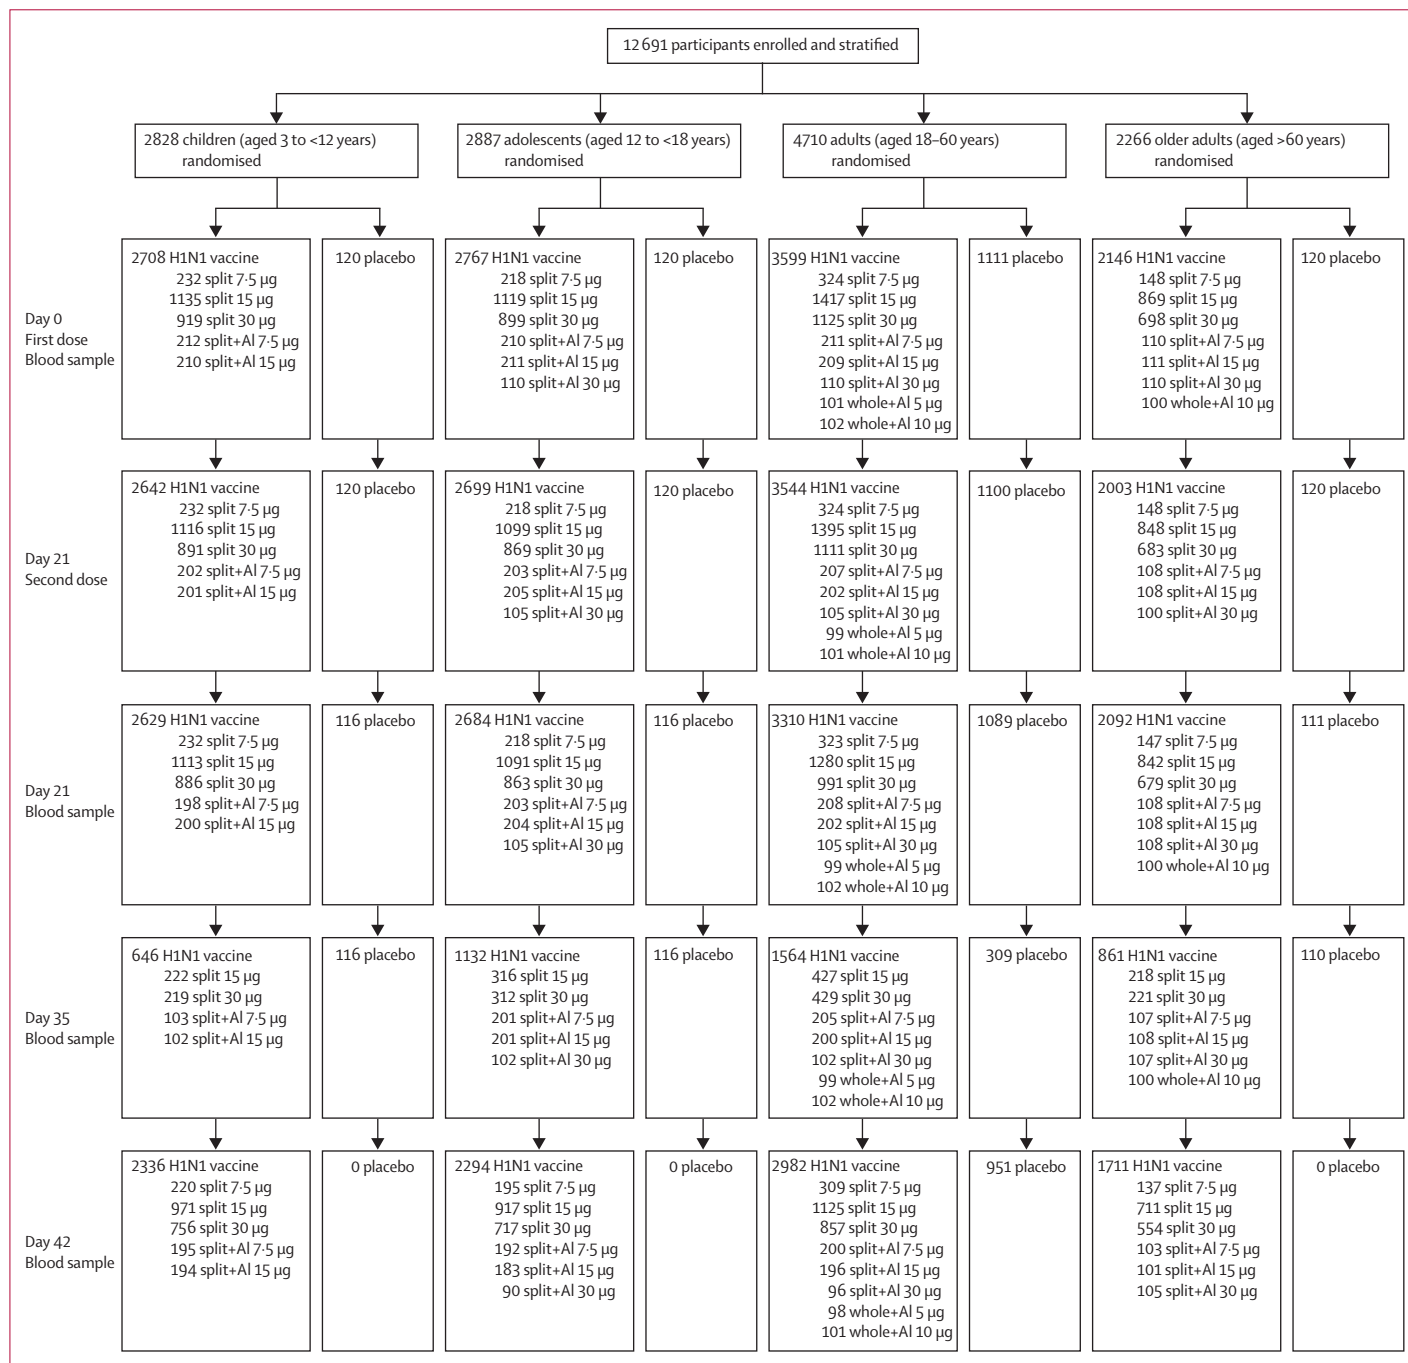 12 691 participants enrolled and stratified
2828 children (aged 3 to <12 years)
randomised
2887 adolescents (aged 12 to <18 years)
randomised
4710 adults (aged 18–60 years)
randomised
2266 older adults (aged >60 years)
randomised
Day 0
First dose
Blood sample
2708 H1N1 vaccine
232 split 7·5 µg
1135 split 15 µg
919 split 30 µg
212 split+Al 7·5 µg
210 split+Al 15 µg
120 placebo
2767 H1N1 vaccine
218 split 7·5 µg
1119 split 15 µg
899 split 30 µg
210 split+Al 7·5 µg
211 split+Al 15 µg
110 split+Al 30 µg
120 placebo
3599 H1N1 vaccine
324 split 7·5 µg
1417 split 15 µg
1125 split 30 µg
211 split+Al 7·5 µg
209 split+Al 15 µg
110 split+Al 30 µg
101 whole+Al 5 µg
102 whole+Al 10 µg
1111 placebo
2146 H1N1 vaccine
148 split 7·5 µg
869 split 15 µg
698 split 30 µg
110 split+Al 7·5 µg
111 split+Al 15 µg
110 split+Al 30 µg
100 whole+Al 10 µg
120 placebo
Day 21
Second dose
2642 H1N1 vaccine
232 split 7·5 µg
1116 split 15 µg
891 split 30 µg
202 split+Al 7·5 µg
201 split+Al 15 µg
120 placebo
2699 H1N1 vaccine
218 split 7·5 µg
1099 split 15 µg
869 split 30 µg
203 split+Al 7·5 µg
205 split+Al 15 µg
105 split+Al 30 µg
120 placebo
3544 H1N1 vaccine
324 split 7·5 µg
1395 split 15 µg
1111 split 30 µg
207 split+Al 7·5 µg
202 split+Al 15 µg
105 split+Al 30 µg
99 whole+Al 5 µg
101 whole+Al 10 µg
1100 placebo
2003 H1N1 vaccine
148 split 7·5 µg
848 split 15 µg
683 split 30 µg
108 split+Al 7·5 µg
108 split+Al 15 µg
100 split+Al 30 µg
120 placebo
Day 21
Blood sample
2629 H1N1 vaccine
232 split 7·5 µg
1113 split 15 µg
886 split 30 µg
198 split+Al 7·5 µg
200 split+Al 15 µg
116 placebo
2684 H1N1 vaccine
218 split 7·5 µg
1091 split 15 µg
863 split 30 µg
203 split+Al 7·5 µg
204 split+Al 15 µg
105 split+Al 30 µg
116 placebo
3310 H1N1 vaccine
323 split 7·5 µg
1280 split 15 µg
991 split 30 µg
208 split+Al 7·5 µg
202 split+Al 15 µg
105 split+Al 30 µg
99 whole+Al 5 µg
102 whole+Al 10 µg
1089 placebo
2092 H1N1 vaccine
147 split 7·5 µg
842 split 15 µg
679 split 30 µg
108 split+Al 7·5 µg
108 split+Al 15 µg
108 split+Al 30 µg
100 whole+Al 10 µg
111 placebo
Day 35
Blood sample
646 H1N1 vaccine
222 split 15 µg
219 split 30 µg
103 split+Al 7·5 µg
102 split+Al 15 µg
116 placebo
1132 H1N1 vaccine
316 split 15 µg
312 split 30 µg
201 split+Al 7·5 µg
201 split+Al 15 µg
102 split+Al 30 µg
116 placebo
1564 H1N1 vaccine
427 split 15 µg
429 split 30 µg
205 split+Al 7·5 µg
200 split+Al 15 µg
102 split+Al 30 µg
99 whole+Al 5 µg
102 whole+Al 10 µg
309 placebo
861 H1N1 vaccine
218 split 15 µg
221 split 30 µg
107 split+Al 7·5 µg
108 split+Al 15 µg
107 split+Al 30 µg
100 whole+Al 10 µg
110 placebo
Day 42
Blood sample
2336 H1N1 vaccine
220 split 7·5 µg
971 split 15 µg
756 split 30 µg
195 split+Al 7·5 µg
194 split+Al 15 µg
0 placebo
2294 H1N1 vaccine
195 split 7·5 µg
917 split 15 µg
717 split 30 µg
192 split+Al 7·5 µg
183 split+Al 15 µg
90 split+Al 30 µg
0 placebo
2982 H1N1 vaccine
309 split 7·5 µg
1125 split 15 µg
857 split 30 µg
200 split+Al 7·5 µg
196 split+Al 15 µg
96 split+Al 30 µg
98 whole+Al 5 µg
101 whole+Al 10 µg
951 placebo
1711 H1N1 vaccine
137 split 7·5 µg
711 split 15 µg
554 split 30 µg
103 split+Al 7·5 µg
101 split+Al 15 µg
105 split+Al 30 µg
0 placebo